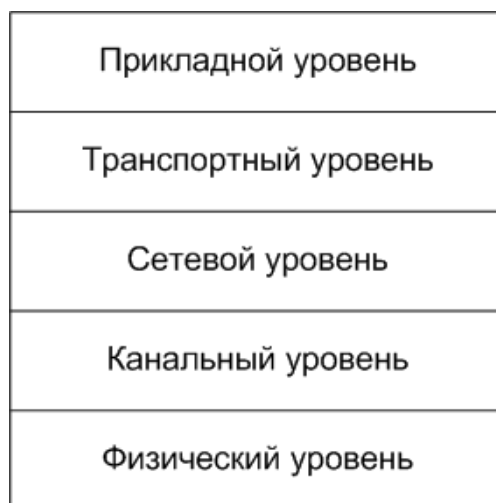 Прикладной уровень
Транспортный уровень
Сетевой уровень
Канальный уровень
Физический уровень